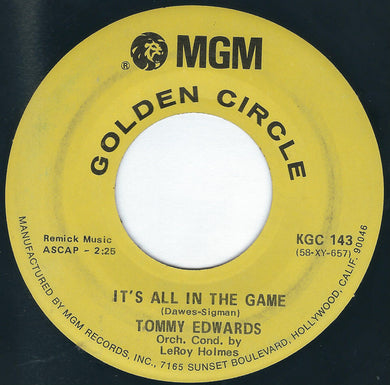 ® MGM
GOLDEN CIRCLE
Remick Music
ASCAP - 2:25
KGC 143
(58-XY-657)
IT'S ALL IN THE GAME
(Dawes-Sigman)
TOMMY EDWARDS
Orch. Cond. by
LeRoy Holmes
MANUFACTURED BY MGM RECORDS, INC., 7165 SUNSET BOULEVARD, HOLLYWOOD, CALIF. 90046